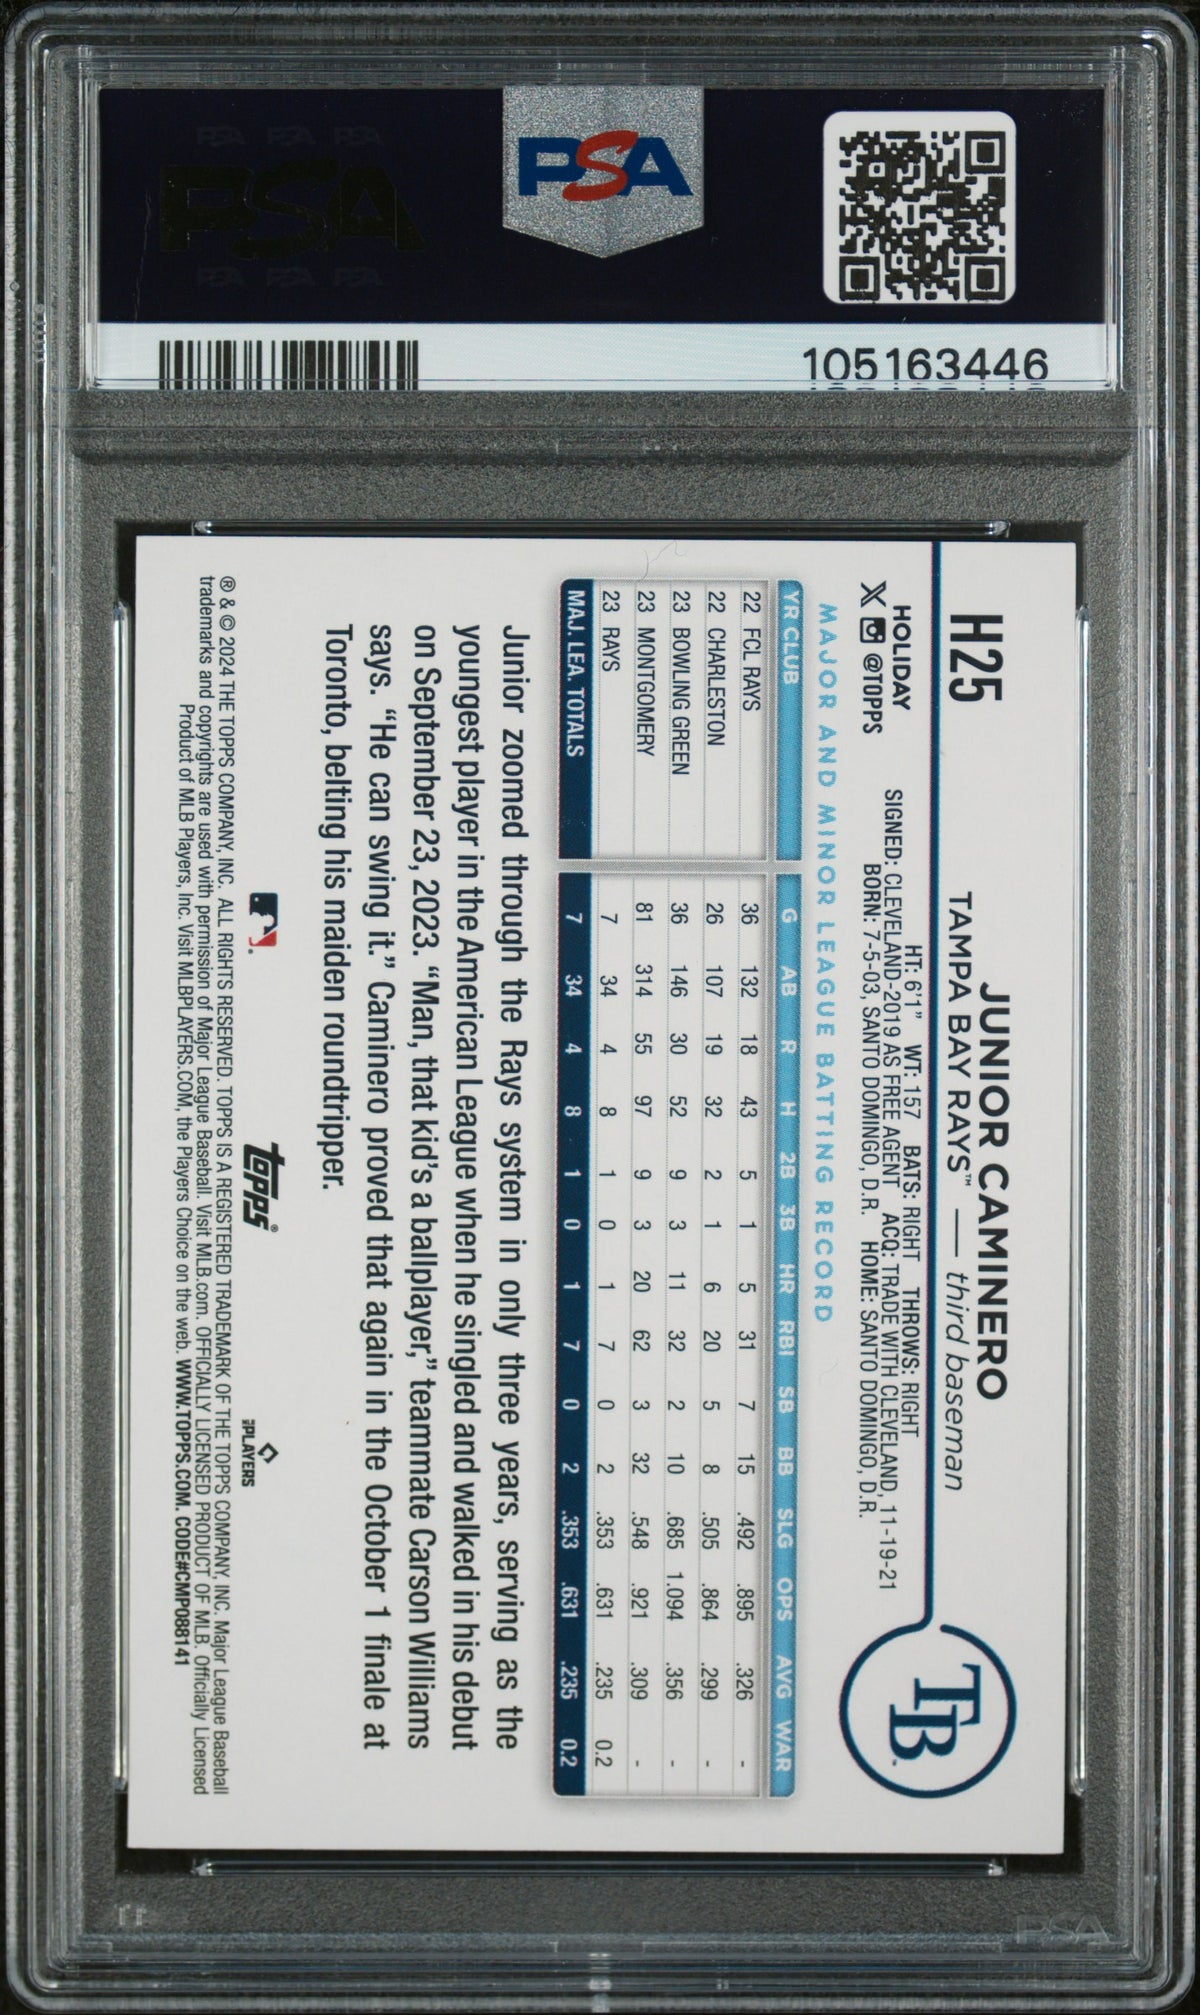 PSA PSA PSA
PSA
PSA PSA PSA
PSA
105163446
H25
JUNIOR CAMINERO
TAMPA BAY RAYS™ — third baseman
HOLIDAY
@TOPPS
HT: 6'1" WT: 157 BATS: RIGHT THROWS: RIGHT
SIGNED: CLEVELAND-2019 AS FREE AGENT ACQ: TRADE WITH CLEVELAND, 11-19-21
BORN: 7-5-03, SANTO DOMINGO, D.R. HOME: SANTO DOMINGO, D.R.
TB
MAJOR AND MINOR LEAGUE BATTING RECORD
YR CLUB G AB R H 2B 3B HR RBI SB BB SLG OPS AVG WAR
22 FCL RAYS 36 132 18 43 5 1 5 31 7 15 .492 .895 .326 -
22 CHARLESTON 26 107 19 32 2 1 6 20 5 8 .505 .864 .299 -
23 BOWLING GREEN 36 146 30 52 9 3 11 32 2 10 .685 1.094 .356 -
23 MONTGOMERY 81 314 55 97 9 3 20 62 3 32 .548 .921 .309 -
23 RAYS 7 34 4 8 1 0 1 7 0 2 .353 .631 .235 0.2
MAJ. LEA. TOTALS 7 34 4 8 1 0 1 7 0 2 .353 .631 .235 0.2
Junior zoomed through the Rays system in only three years, serving as the
youngest player in the American League when he singled and walked in his debut
on September 23, 2023. “Man, that kid’s a ballplayer,” teammate Carson Williams
says. “He can swing it.” Caminero proved that again in the October 1 finale at
Toronto, belting his maiden roundtripper.
topps®
PLAYERS
® & © 2024 THE TOPPS COMPANY, INC. ALL RIGHTS RESERVED. TOPPS IS A REGISTERED TRADEMARK OF THE TOPPS COMPANY, INC. Major League Baseball
trademarks and copyrights are used with permission of Major League Baseball. Visit MLB.com. OFFICIALLY LICENSED PRODUCT OF MLB. Officially Licensed
Product of MLB Players, Inc. Visit MLBPLAYERS.COM, the Players Choice on the web. WWW.TOPPS.COM. CODE#CMP088141
PSA